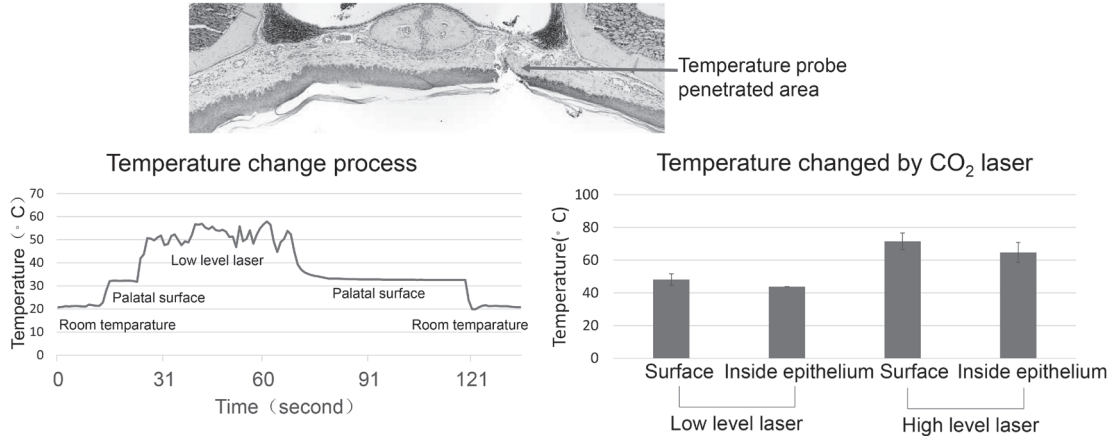 Temperature probe
penetrated area
Temperature change process
Temperature（。C）
70
60
50
40
30
20
10
0
Low level laser
Palatal surface
Palatal surface
Room temparature
Room temparature
0 31 60 91 121
Time（second）
Temperature changed by CO₂ laser
Temperature(。C)
100
80
60
40
20
0
Surface Inside epithelium Surface Inside epithelium
Low level laser High level laser